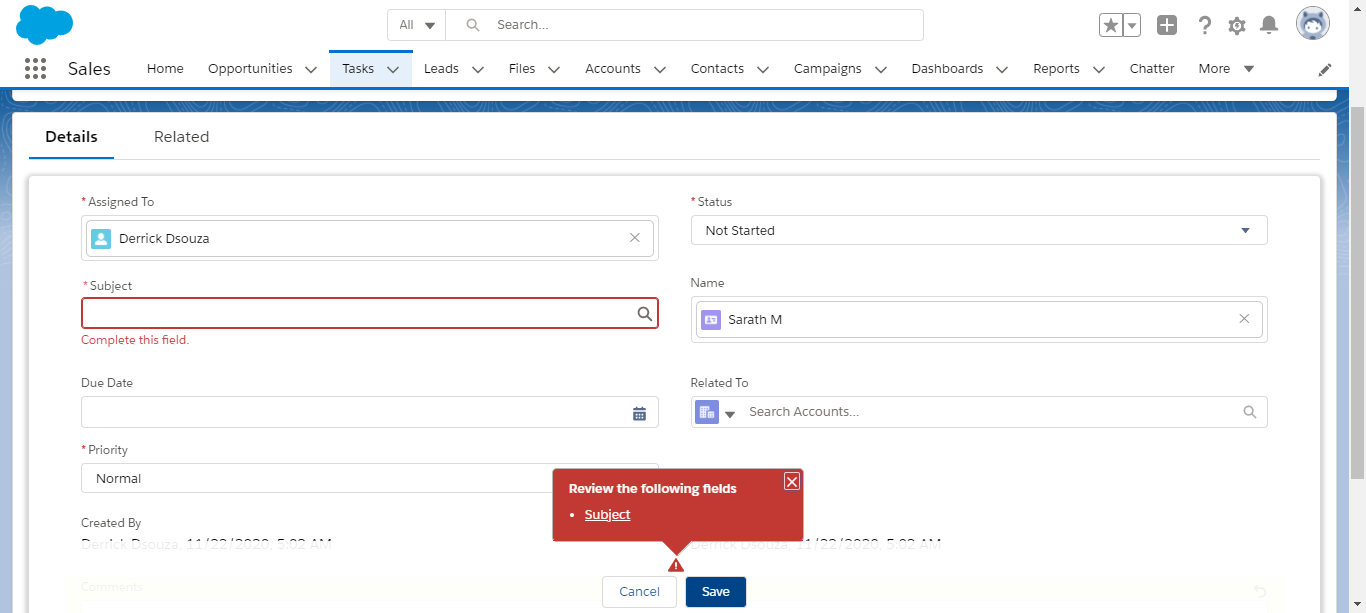 All
Search...
Sales
Home
Opportunities
Tasks
Leads
Files
Accounts
Contacts
Campaigns
Dashboards
Reports
Chatter
More
Details
Related
* Assigned To
Derrick Dsouza
* Status
Not Started
* Subject
Complete this field.
Name
Sarath M
Due Date
Related To
Search Accounts...
* Priority
Normal
Review the following fields
• Subject
Created By
Derrick Dsouza, 11/22/2020, 5:02 AM
Derrick Dsouza, 11/22/2020, 5:02 AM
Comments
Cancel
Save